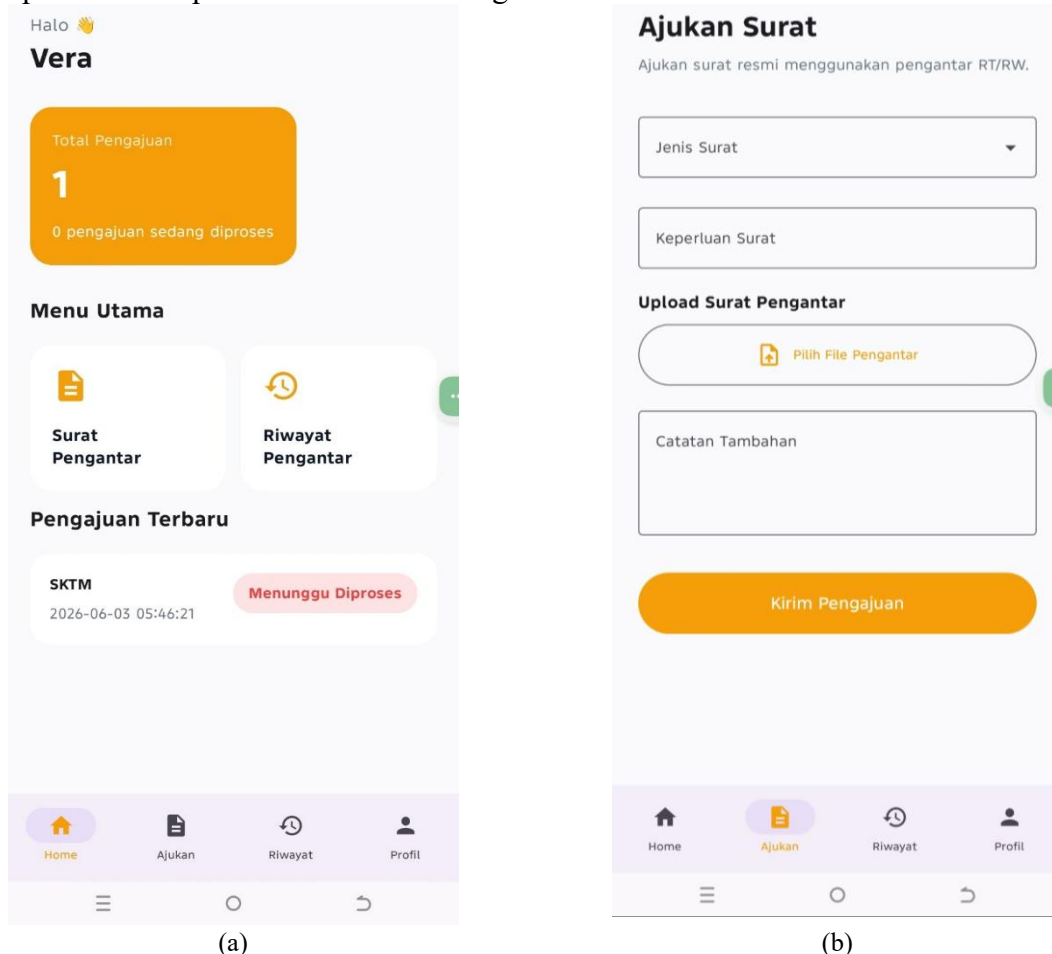 Halo 👋
Vera
Total Pengajuan
1
0 pengajuan sedang diproses
Menu Utama
Surat
Pengantar
Riwayat
Pengantar
Pengajuan Terbaru
SKTM
2026-06-03 05:46:21
Menunggu Diproses
Home
Ajukan
Riwayat
Profil
(a)
Ajukan Surat
Ajukan surat resmi menggunakan pengantar RT/RW.
Jenis Surat
Keperluan Surat
Upload Surat Pengantar
Pilih File Pengantar
Catatan Tambahan
Kirim Pengajuan
Home
Ajukan
Riwayat
Profil
(b)